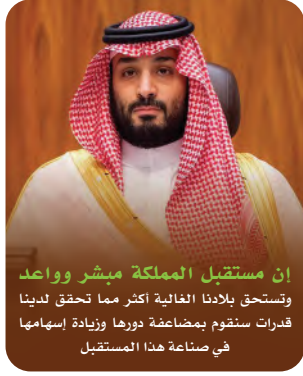 إن مستقبل المملكة مبشر وواعد
وتستحق بلادنا الغالية أكثر مما تحقق لدينا
قدرات سنقوم بمضاعفة دورها وزيادة إسهامها
في صناعة هذا المستقبل